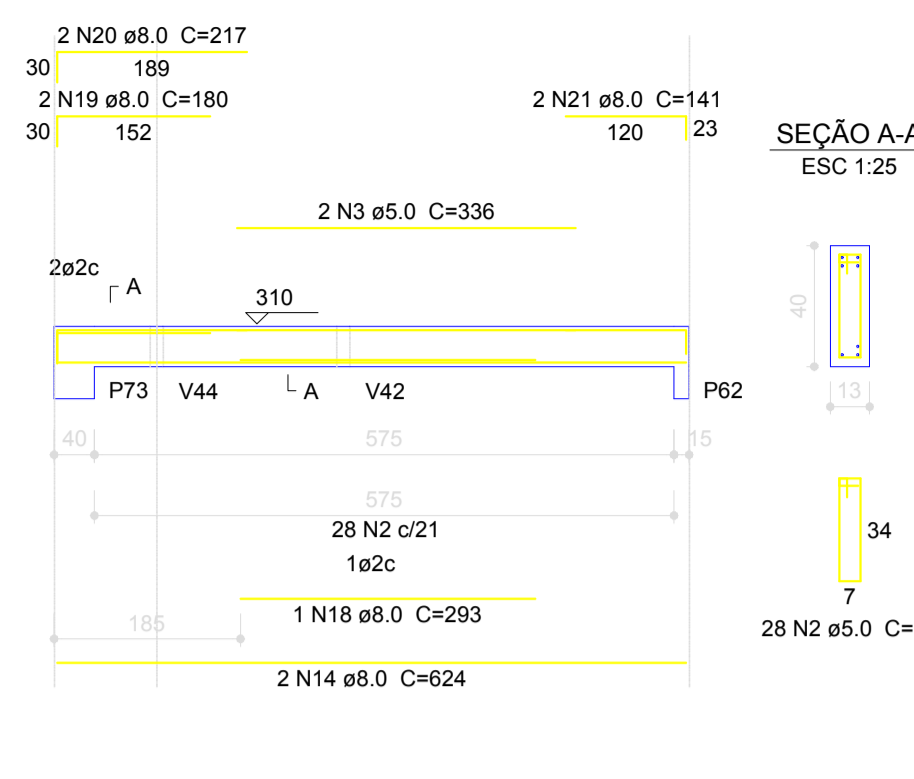 2 N20 ø8.0 C=217
30
189
2 N19 ø8.0 C=180
30
152
2 N21 ø8.0 C=141
120
23
SEÇÃO A-A
ESC 1:25
2 N3 ø5.0 C=336
2ø2c
A
310
40
P73
V44
A
V42
P62
13
40
575
15
575
28 N2 c/21
1ø2c
34
7
1 N18 ø8.0 C=293
28 N2 ø5.0 C=
185
2 N14 ø8.0 C=624